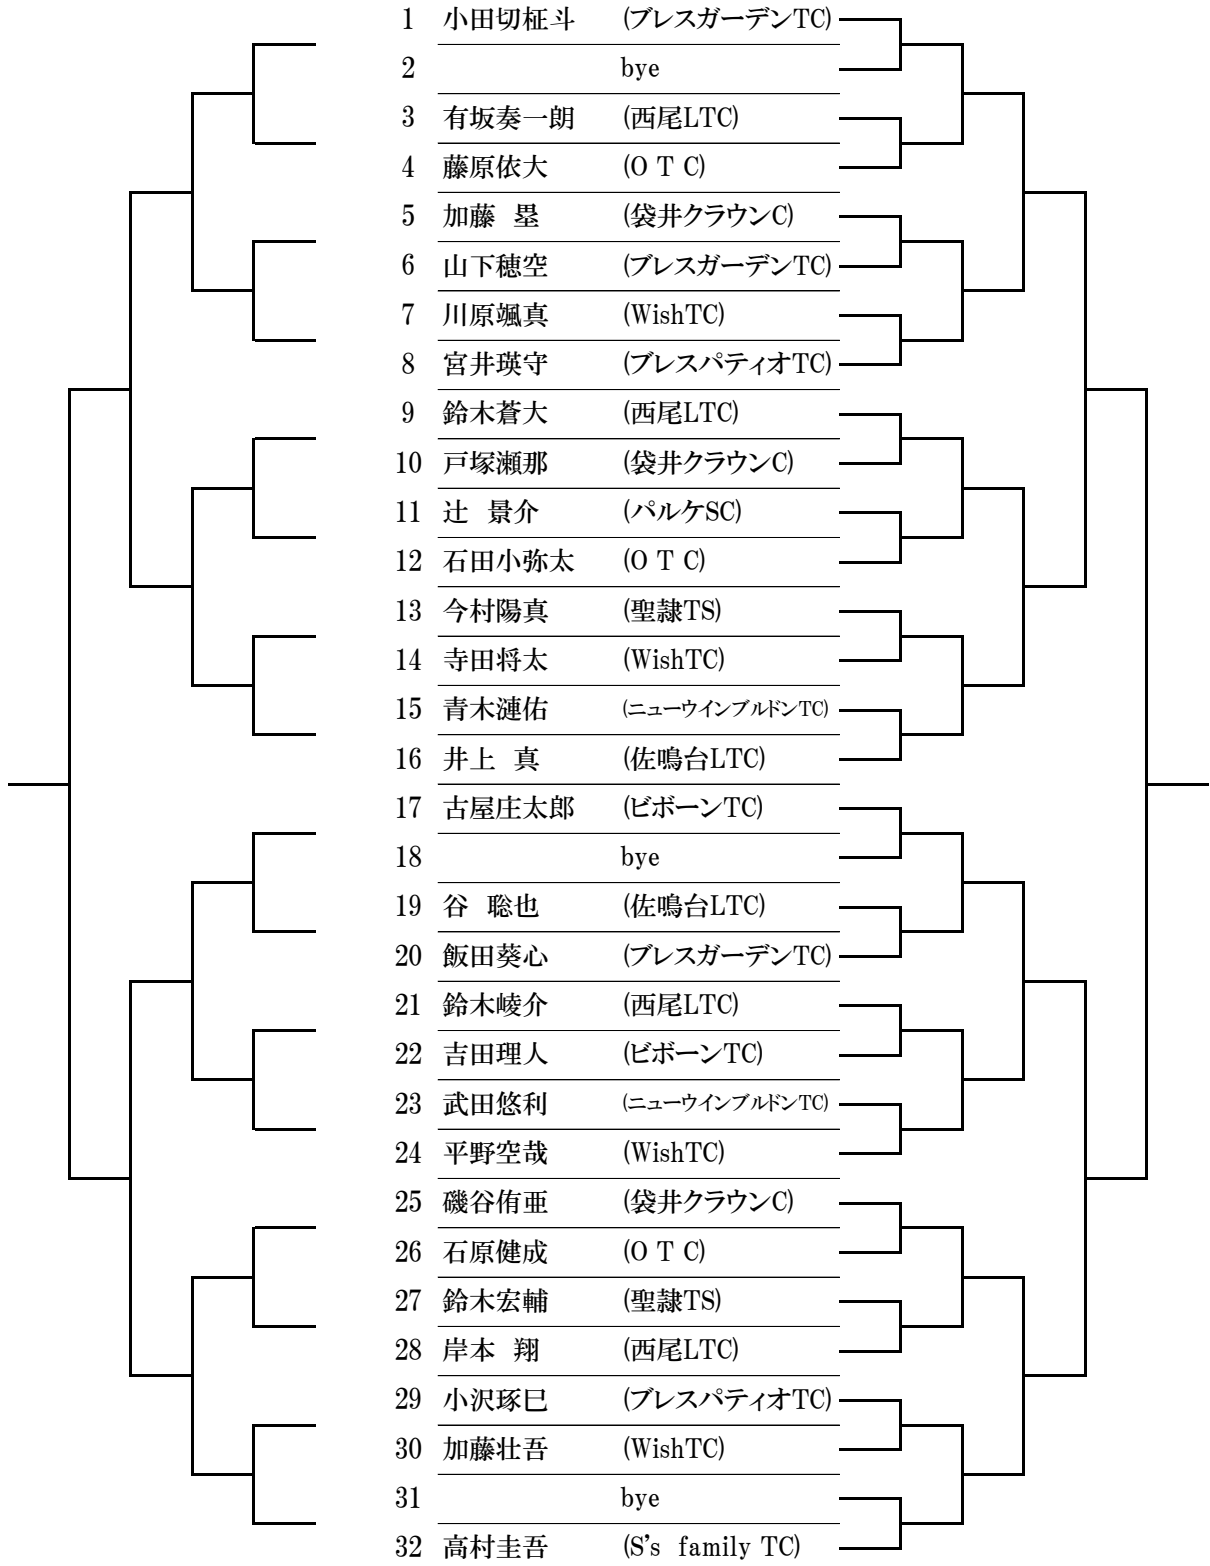 1 小田切柾斗 (ブレスガーデンTC)
2 bye
3 有坂奏一朗 (西尾LTC)
4 藤原依大 (O T C)
5 加藤 塁 (袋井クラウンC)
6 山下穂空 (ブレスガーデンTC)
7 川原颯真 (WishTC)
8 宮井瑛守 (ブレスパティオTC)
9 鈴木蒼大 (西尾LTC)
10 戸塚瀬那 (袋井クラウンC)
11 辻 景介 (パルケSC)
12 石田小弥太 (O T C)
13 今村陽真 (聖隷TS)
14 寺田将太 (WishTC)
15 青木漣佑 (ニューウインブルドンTC)
16 井上 真 (佐鳴台LTC)
17 古屋庄太郎 (ビボーンTC)
18 bye
19 谷 聡也 (佐鳴台LTC)
20 飯田葵心 (ブレスガーデンTC)
21 鈴木崚介 (西尾LTC)
22 吉田理人 (ビボーンTC)
23 武田悠利 (ニューウインブルドンTC)
24 平野空哉 (WishTC)
25 磯谷侑亜 (袋井クラウンC)
26 石原健成 (O T C)
27 鈴木宏輔 (聖隷TS)
28 岸本 翔 (西尾LTC)
29 小沢琢巳 (ブレスパティオTC)
30 加藤壮吾 (WishTC)
31 bye
32 高村圭吾 (S's family TC)